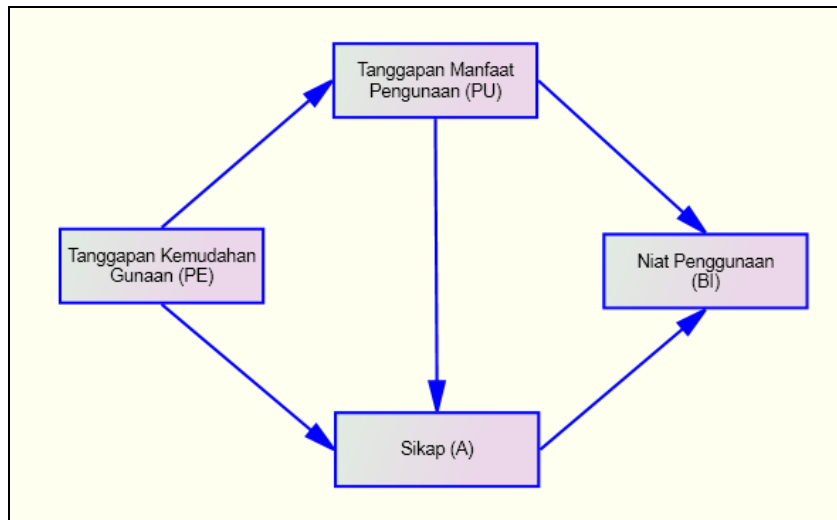 Tanggapan Manfaat
Pengunaan (PU)
Tanggapan Kemudahan
Gunaan (PE)
Niat Penggunaan
(BI)
Sikap (A)